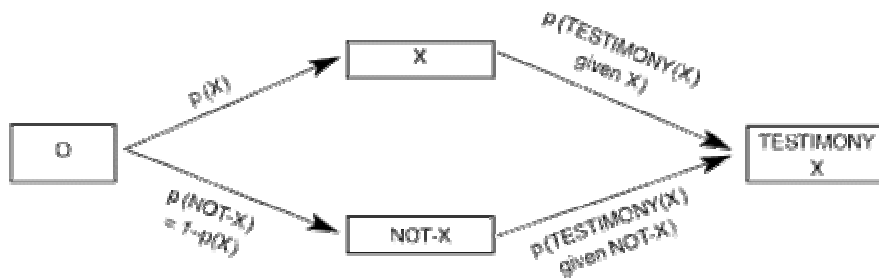 O
p(X)
X
p(TESTIMONY(X)
given X)
p(NOT-X)
= 1-p(X)
NOT-X
p(TESTIMONY(X)
given NOT-X)
TESTIMONY
X